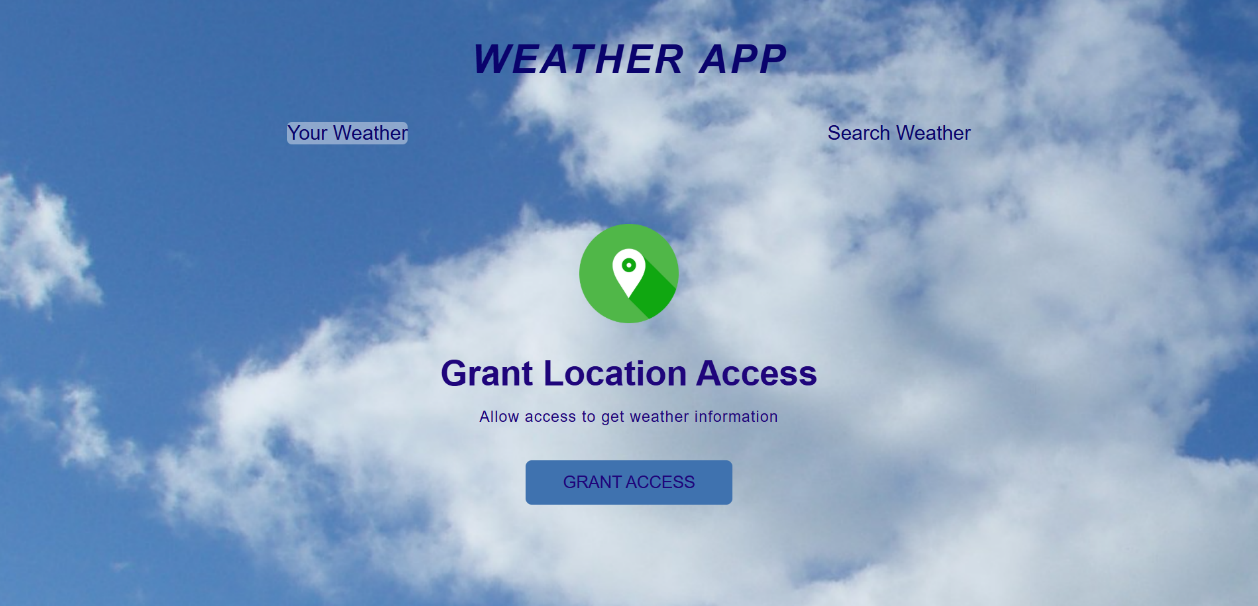 WEATHER APP
Your Weather
Search Weather
Grant Location Access
Allow access to get weather information
GRANT ACCESS